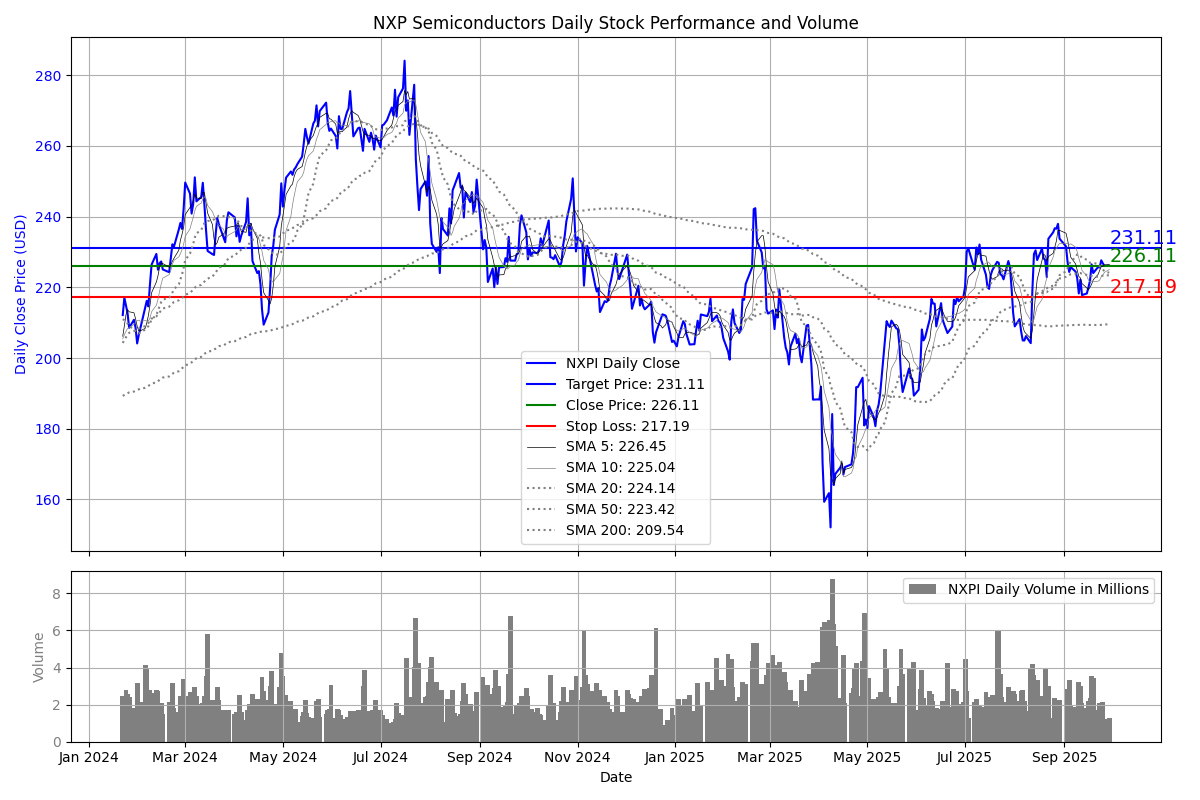 NXP Semiconductors Daily Stock Performance and Volume
Daily Close Price (USD)
280
260
240
220
200
180
160
231.11
226.11
217.19
NXPI Daily Close
Target Price: 231.11
Close Price: 226.11
Stop Loss: 217.19
SMA 5: 226.45
SMA 10: 225.04
SMA 20: 224.14
SMA 50: 223.42
SMA 200: 209.54
Volume
8
6
4
2
0
NXPI Daily Volume in Millions
Jan 2024 Mar 2024 May 2024 Jul 2024 Sep 2024 Nov 2024 Jan 2025 Mar 2025 May 2025 Jul 2025 Sep 2025
Date